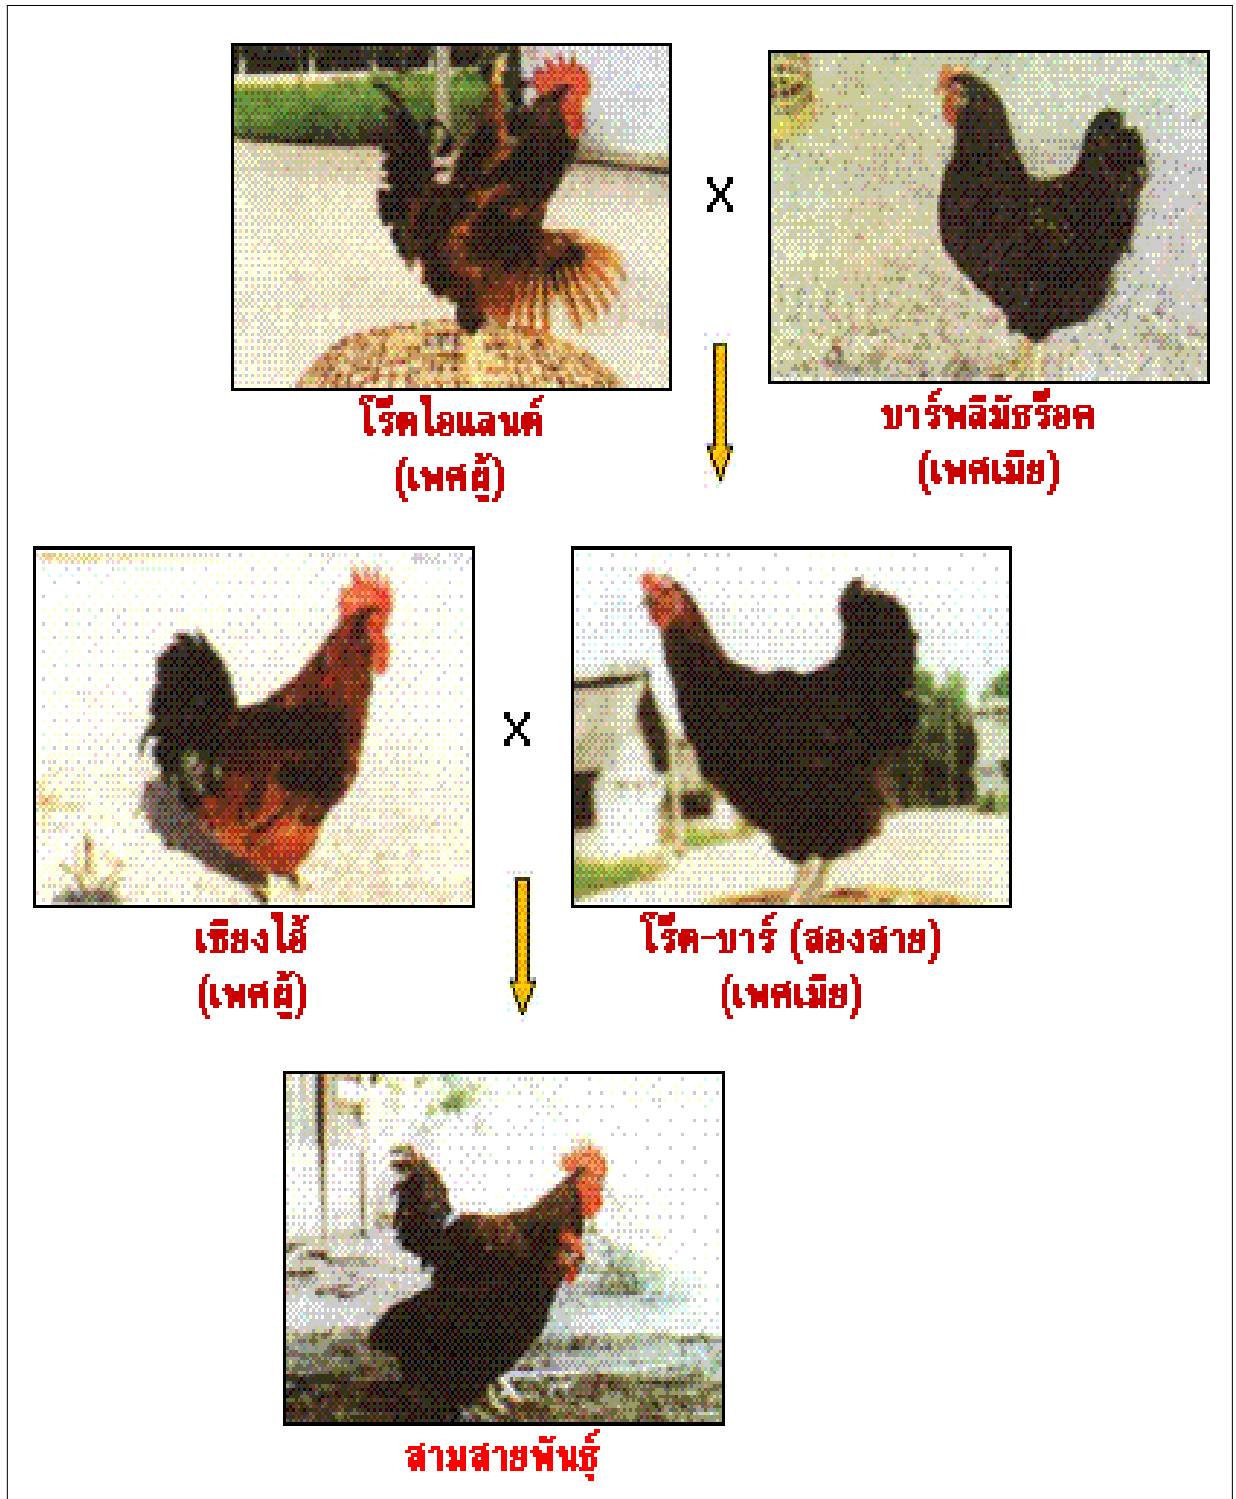 X
โร๊ดไอแลนด์
(เพศผู้)
บาร์พลีมัธร็อค
(เพศเมีย)
X
เซียงไฮ้
(เพศผู้)
โร๊ด-บาร์ (สองสาย)
(เพศเมีย)
สามสายพันธุ์